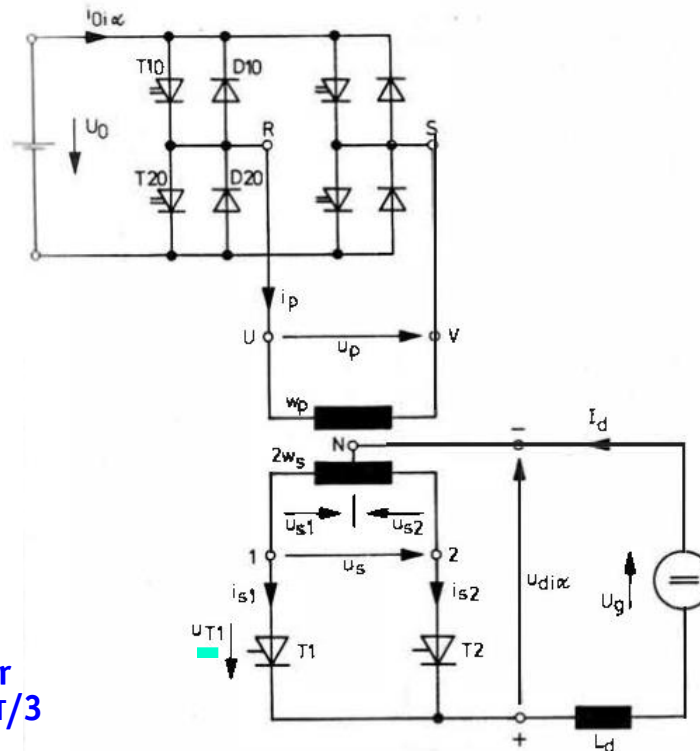 i0iα
T10 D10
U0
R S
T20 D20
ip
U up V
wp
N − Id
2ws
us1 us2
1 us 2
is1 is2 udiα Ug
uT1 T1 T2
+ Ld
r
/3